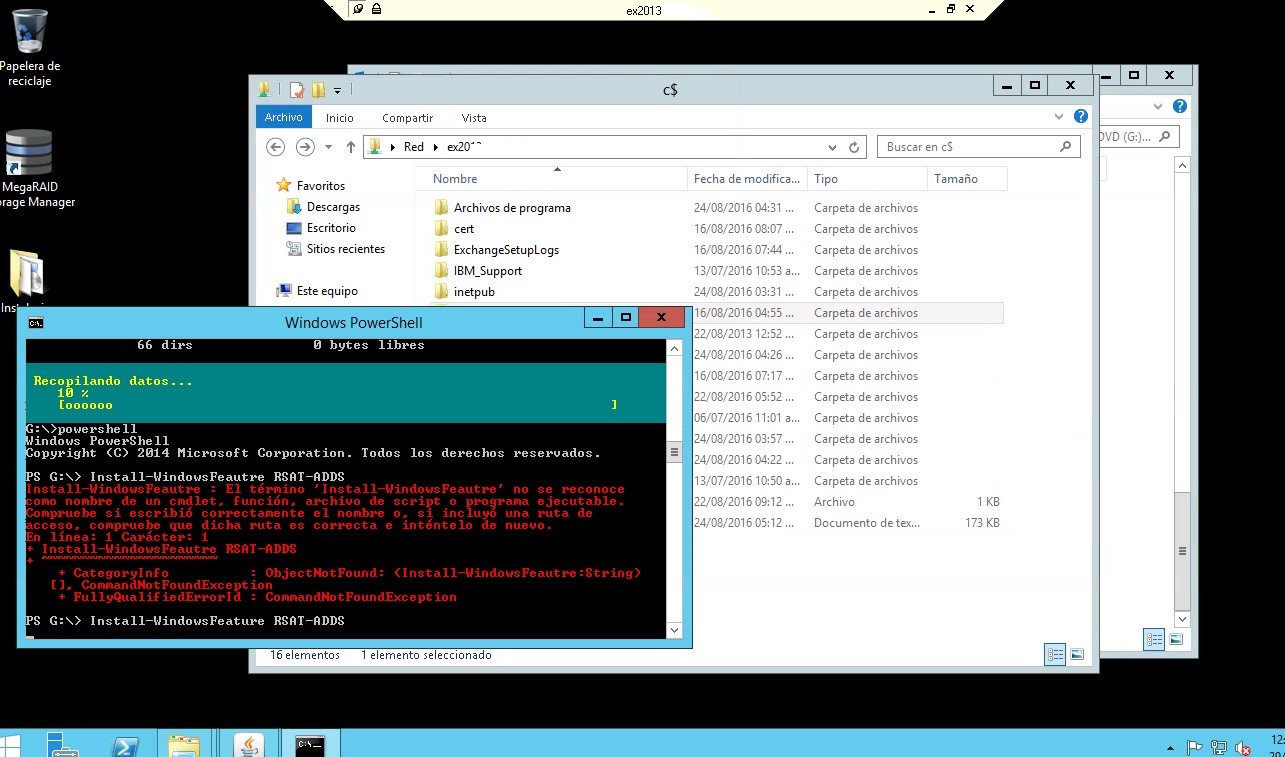 ex2013
Papelera de
reciclaje
MegaRAID
orage Manager
c$
Archivo Inicio Compartir Vista
Red ex20
Buscar en c$
DVD (G:)...
Nombre Fecha de modifica... Tipo Tamaño
Favoritos
Descargas
Escritorio
Sitios recientes
Este equipo
Archivos de programa 24/08/2016 04:31 ... Carpeta de archivos
cert 16/08/2016 08:07 ... Carpeta de archivos
ExchangeSetupLogs 16/08/2016 07:44 ... Carpeta de archivos
IBM_Support 13/07/2016 10:53 a... Carpeta de archivos
inetpub 24/08/2016 03:31 ... Carpeta de archivos
16/08/2016 04:55 ... Carpeta de archivos
22/08/2013 12:52 ... Carpeta de archivos
24/08/2016 04:26 ... Carpeta de archivos
16/08/2016 07:17 ... Carpeta de archivos
22/08/2016 05:52 ... Carpeta de archivos
06/07/2016 11:01 a... Carpeta de archivos
24/08/2016 03:57 ... Carpeta de archivos
24/08/2016 04:22 ... Carpeta de archivos
13/07/2016 10:50 a... Carpeta de archivos
22/08/2016 09:12 ... Archivo 1 KB
24/08/2016 05:12 ... Documento de tex... 173 KB
16 elementos 1 elemento seleccionado
Windows PowerShell
66 dirs 0 bytes libres
Recopilando datos...
10 %
[oooooo ]
G:\>powershell
Windows PowerShell
Copyright (C) 2014 Microsoft Corporation. Todos los derechos reservados.
PS G:\> Install-WindowsFeautre RSAT-ADDS
Install-WindowsFeautre : El término 'Install-WindowsFeautre' no se reconoce
como nombre de un cmdlet, función, archivo de script o programa ejecutable.
Compruebe si escribió correctamente el nombre o, si incluyó una ruta de
acceso, compruebe que dicha ruta es correcta e inténtelo de nuevo.
En línea: 1 Carácter: 1
+ Install-WindowsFeautre RSAT-ADDS
+ ~~~~~~~~~~~~~~~~~~~~~~
+ CategoryInfo : ObjectNotFound: (Install-WindowsFeautre:String)
[], CommandNotFoundException
+ FullyQualifiedErrorId : CommandNotFoundException
PS G:\> Install-WindowsFeature RSAT-ADDS